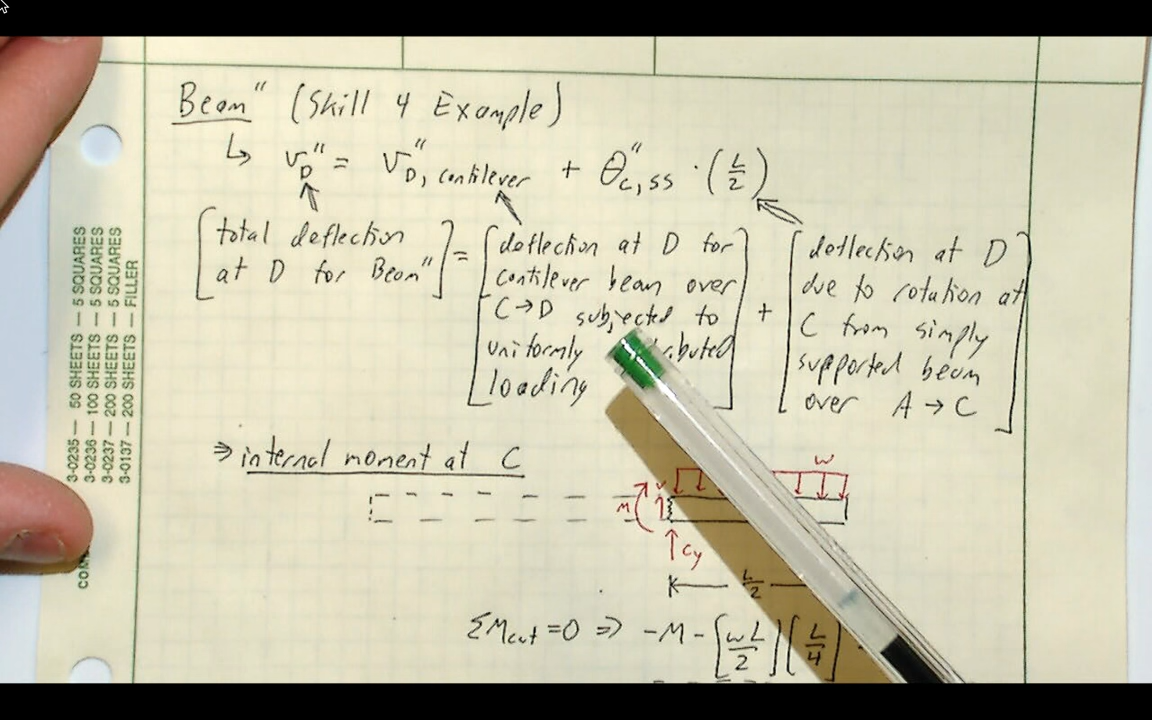 Beam" (Skill 4 Example)
↳ v_D" = v_D, cantilever" + θ_C,ss" · (L/2)
[total deflection at D for Beam"] =
[deflection at D for
cantilever beam over
C→D subjected to
uniformly
loading]
+
[deflection at D
due to rotation at
C from simply
supported beam
over A → C]
⇒ internal moment at C
w
M V
Cy
L/2
ΣM_cut = 0 ⇒ -M - [wL/2][L/4]
3-0235 — 50 SHEETS — 5 SQUARES
3-0236 — 100 SHEETS — 5 SQUARES
3-0237 — 200 SHEETS — 5 SQUARES
3-0137 — 200 SHEETS — FILLER